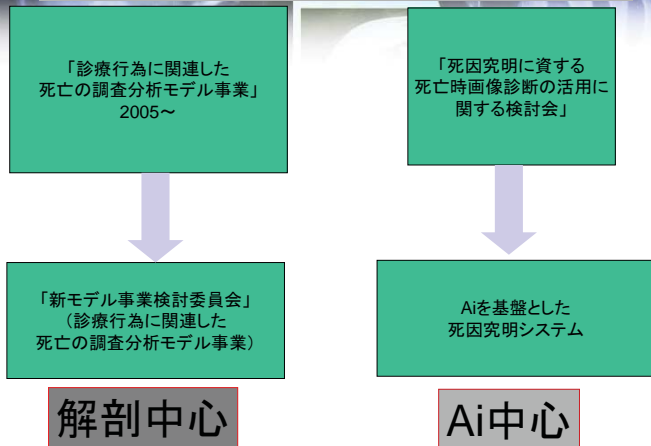 「診療行為に関連した
死亡の調査分析モデル事業」
2005～
「新モデル事業検討委員会」
（診療行為に関連した
死亡の調査分析モデル事業）
解剖中心
「死因究明に資する
死亡時画像診断の活用に
関する検討会」
Aiを基盤とした
死因究明システム
Ai中心